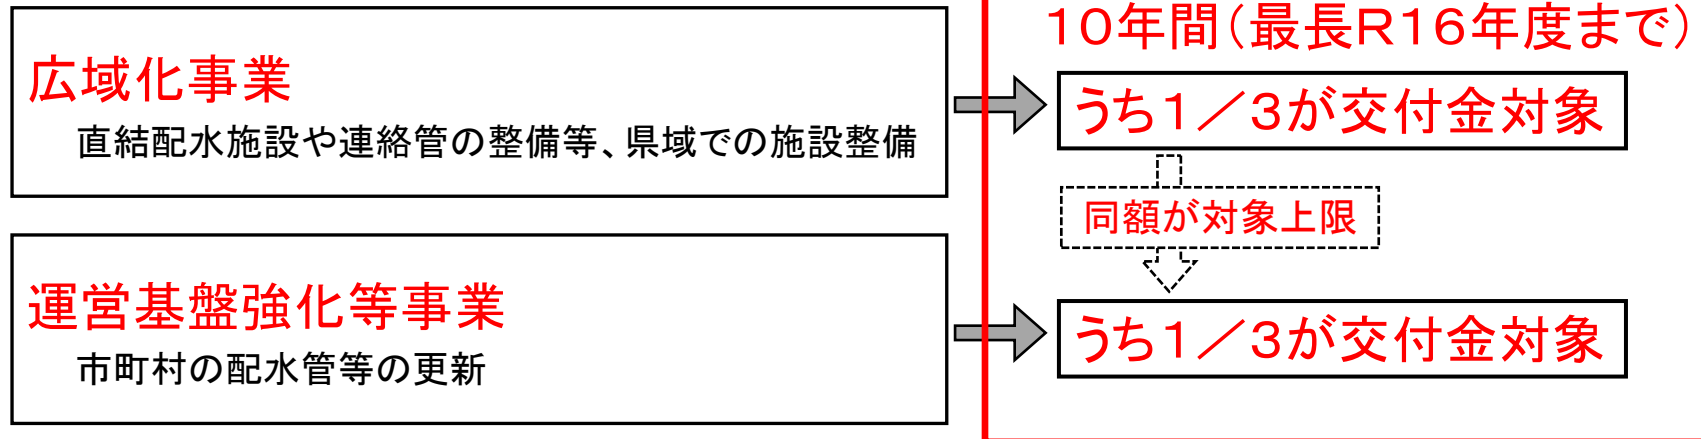 広域化事業
直結配水施設や連絡管の整備等、県域での施設整備
運営基盤強化等事業
市町村の配水管等の更新
１０年間（最長Ｒ１６年度まで）
うち１／３が交付金対象
同額が対象上限
うち１／３が交付金対象